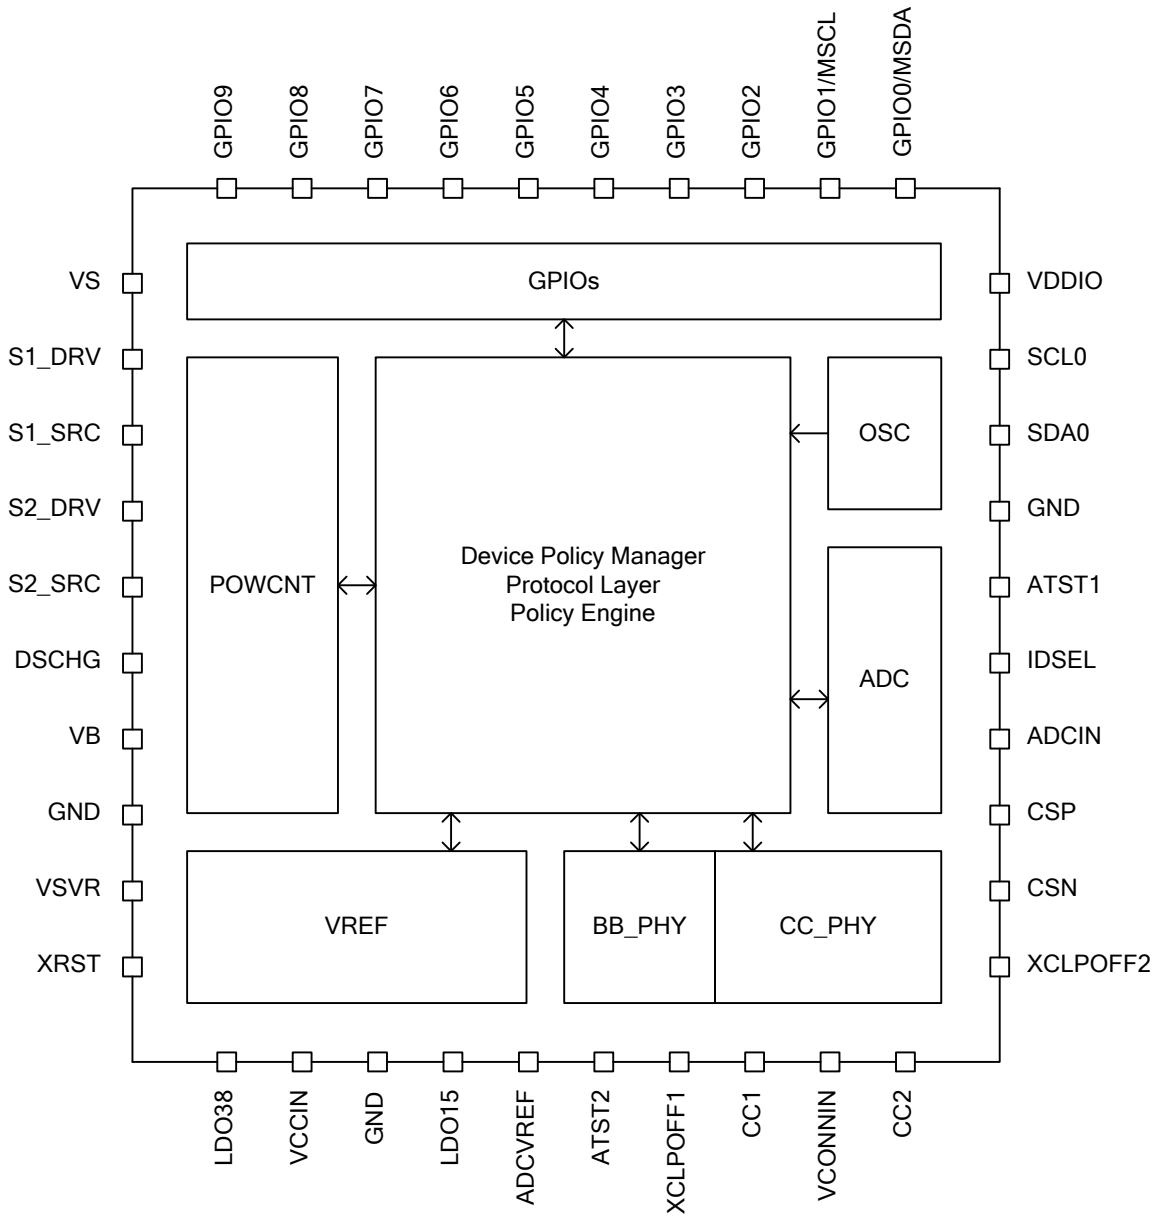 GPIO9
GPIO8
GPIO7
GPIO6
GPIO5
GPIO4
GPIO3
GPIO2
GPIO1/MSCL
GPIO0/MSDA
VS
S1_DRV
S1_SRC
S2_DRV
S2_SRC
DSCHG
VB
GND
VSVR
XRST
GPIOs
POWCNT
Device Policy Manager
Protocol Layer
Policy Engine
OSC
ADC
VREF
BB_PHY
CC_PHY
VDDIO
SCL0
SDA0
GND
ATST1
IDSEL
ADCIN
CSP
CSN
XCLPOFF2
LDO38
VCCIN
GND
LDO15
ADCVREF
ATST2
XCLPOFF1
CC1
VCONNIN
CC2